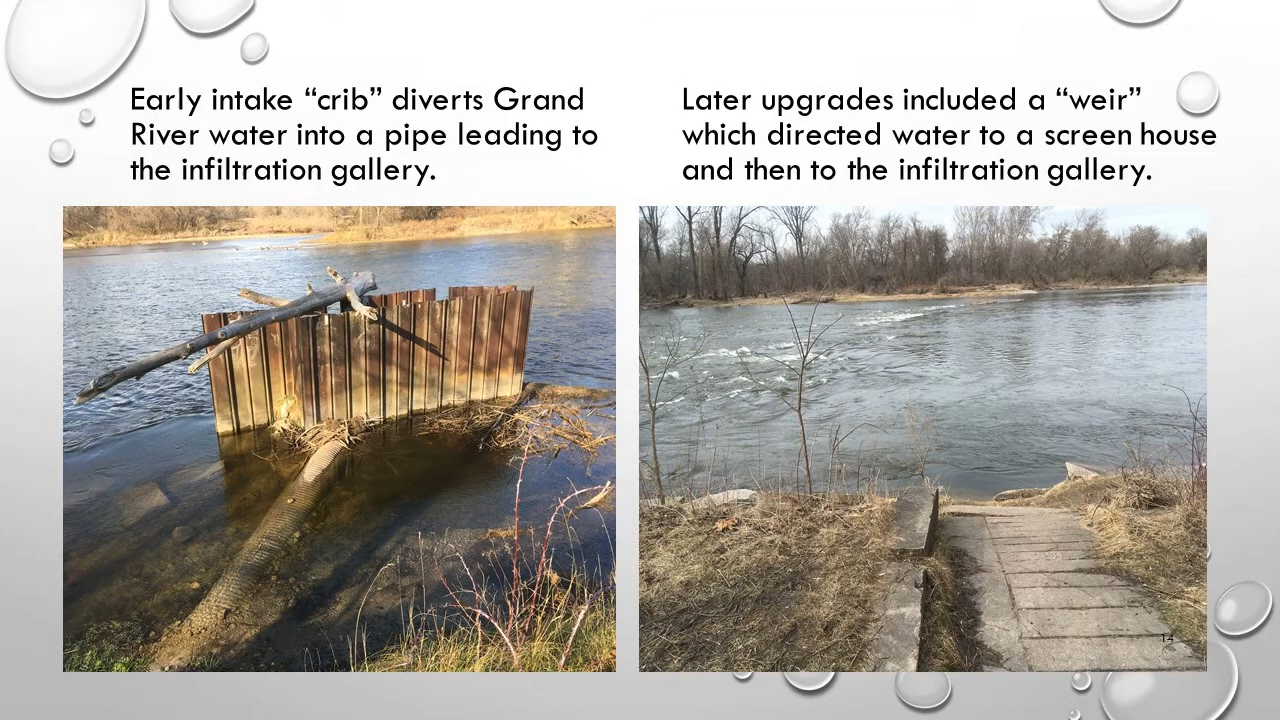 Early intake “crib” diverts Grand
River water into a pipe leading to
the infiltration gallery.
Later upgrades included a “weir”
which directed water to a screen house
and then to the infiltration gallery.
14